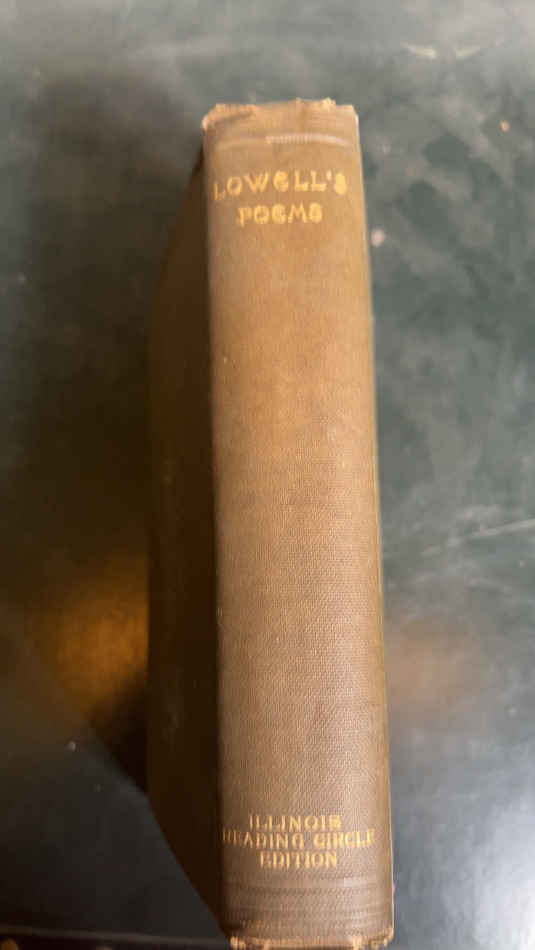 LOWELL'S
POEMS
ILLINOIS
READING CIRCLE
EDITION